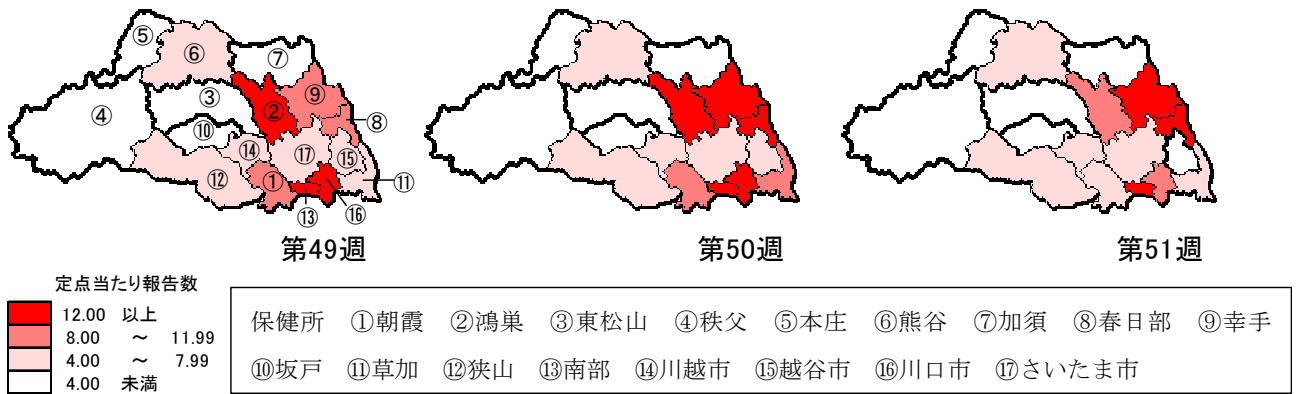 ⑤
⑥
⑦
③
④
②
⑨
⑧
⑩
⑭
⑰
⑮
⑫
①
⑪
⑬
⑯
第49週
第50週
第51週
定点当たり報告数
12.00 以上
8.00 ～ 11.99
4.00 ～ 7.99
4.00 未満
保健所 ①朝霞 ②鴻巣 ③東松山 ④秩父 ⑤本庄 ⑥熊谷 ⑦加須 ⑧春日部 ⑨幸手
⑩坂戸 ⑪草加 ⑫狭山 ⑬南部 ⑭川越市 ⑮越谷市 ⑯川口市 ⑰さいたま市